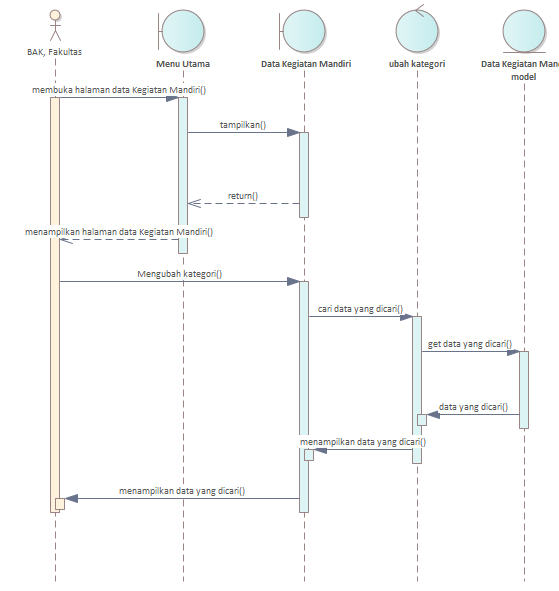 BAK, Fakultas
Menu Utama
Data Kegiatan Mandiri
ubah kategori
Data Kegiatan
model
membuka halaman data Kegiatan Mandiri()
tampilkan()
return()
menampilkan halaman data Kegiatan Mandiri()
Mengubah kategori()
cari data yang dicari()
get data yang dicari()
data yang dicari()
menampilkan data yang dicari()
menampilkan data yang dicari()